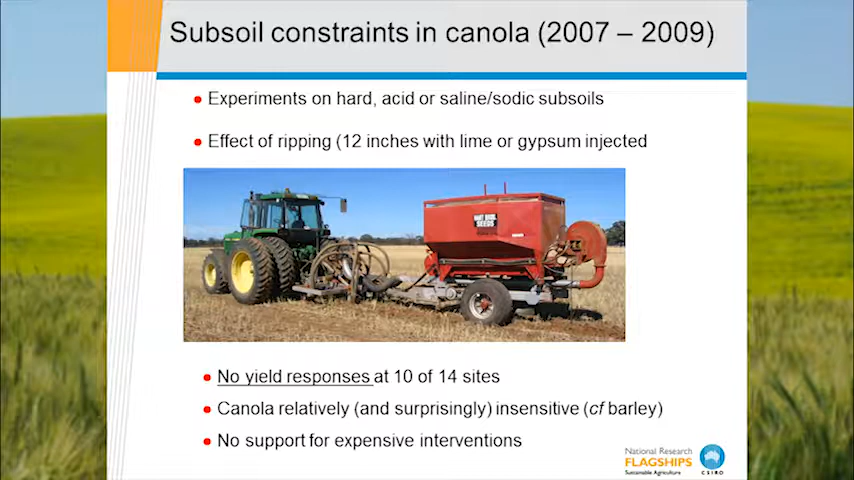 Subsoil constraints in canola (2007 – 2009)
Experiments on hard, acid or saline/sodic subsoils
Effect of ripping (12 inches with lime or gypsum injected
SEEDS
No yield responses at 10 of 14 sites
Canola relatively (and surprisingly) insensitive (cf barley)
No support for expensive interventions
National Research
FLAGSHIPS
Sustainable Agriculture
CSIRO